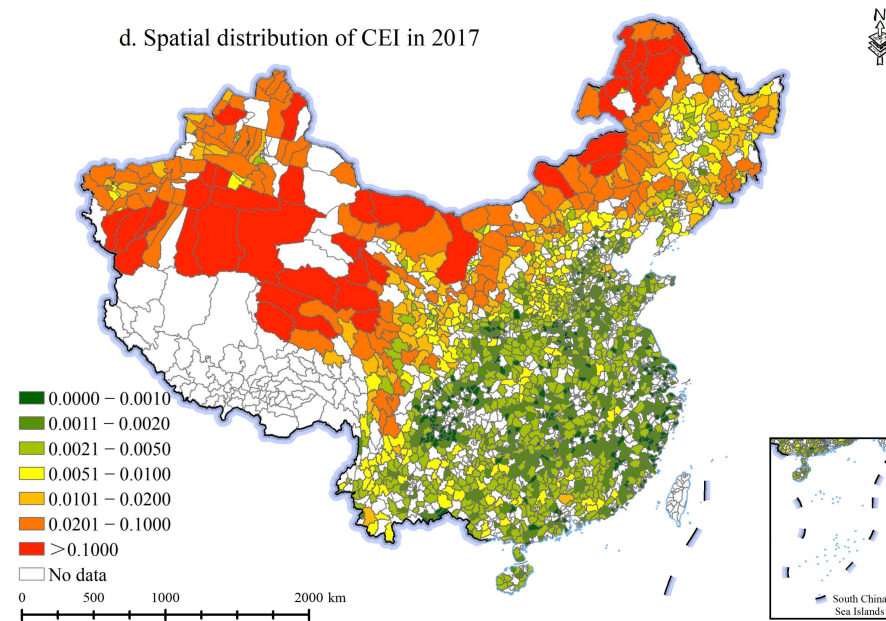 d. Spatial distribution of CEI in 2017
N
0.0000 − 0.0010
0.0011 − 0.0020
0.0021 − 0.0050
0.0051 − 0.0100
0.0101 − 0.0200
0.0201 − 0.1000
>0.1000
No data
0 500 1000 2000 km
South China
Sea Islands